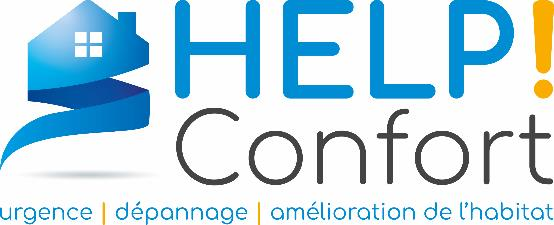 HELP!
Confort
urgence | dépannage | amélioration de l'habitat